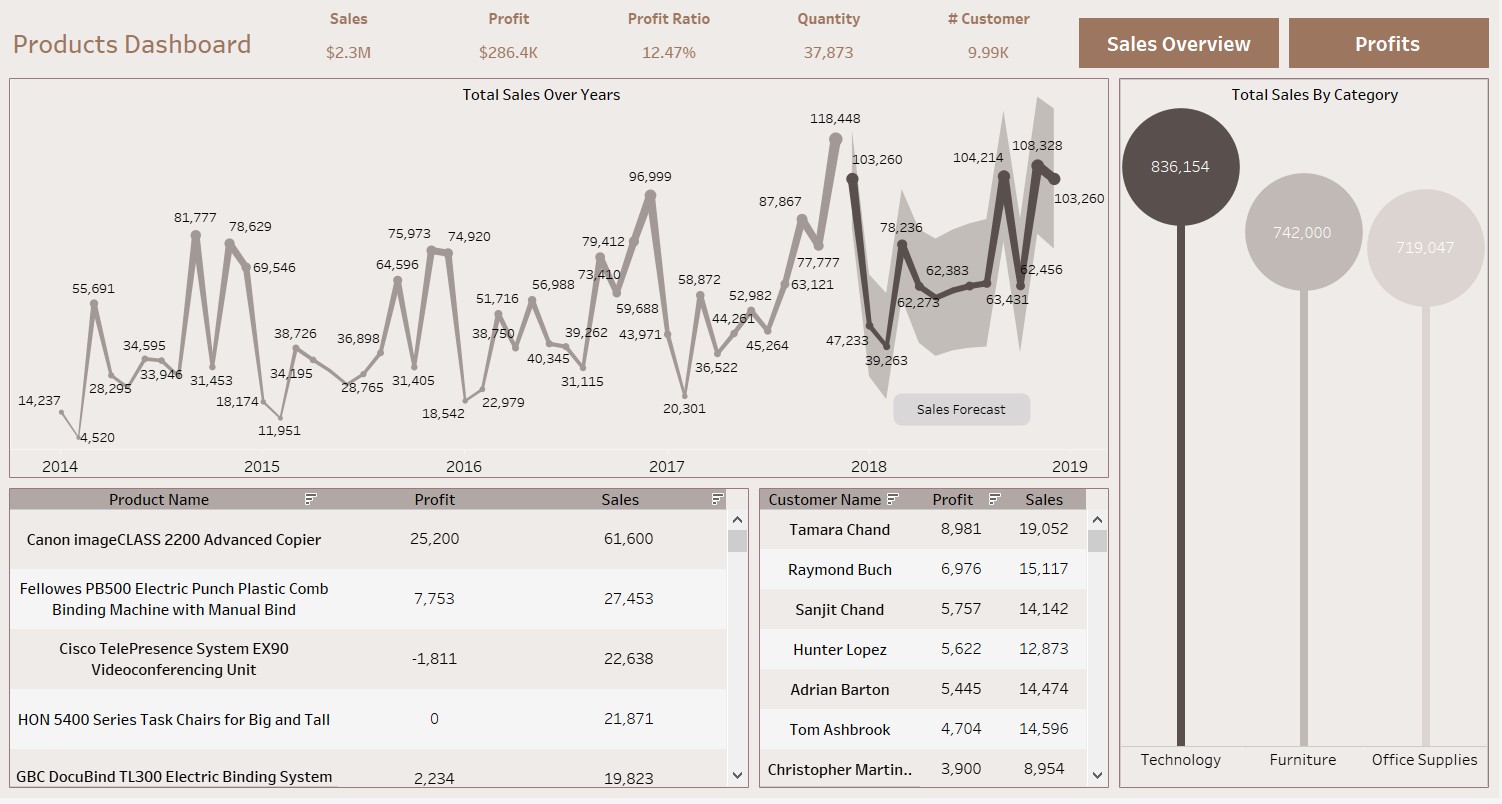 Products Dashboard
Sales Profit Profit Ratio Quantity # Customer
$2.3M $286.4K 12.47% 37,873 9.99K
Sales Overview Profits
Total Sales Over Years
118,448
103,260
104,214
108,328
103,260
96,999
87,867
81,777
78,629
75,973
74,920
79,412
78,236
77,777
73,410
69,546
64,596
62,383
62,456
63,121
62,273
63,431
55,691
51,716
56,988
59,688
58,872
52,982
34,595
38,726
36,898
38,750
39,262
43,971
44,261
45,264
47,233
39,263
28,295
33,946
31,453
34,195
28,765
31,405
40,345
31,115
36,522
14,237
18,174
18,542
22,979
20,301
4,520
11,951
Sales Forecast
2014 2015 2016 2017 2018 2019
Product Name Profit Sales
Canon imageCLASS 2200 Advanced Copier 25,200 61,600
Fellowes PB500 Electric Punch Plastic Comb
Binding Machine with Manual Bind 7,753 27,453
Cisco TelePresence System EX90
Videoconferencing Unit -1,811 22,638
HON 5400 Series Task Chairs for Big and Tall 0 21,871
GBC DocuBind TL300 Electric Binding System 2,234 19,823
Customer Name Profit Sales
Tamara Chand 8,981 19,052
Raymond Buch 6,976 15,117
Sanjit Chand 5,757 14,142
Hunter Lopez 5,622 12,873
Adrian Barton 5,445 14,474
Tom Ashbrook 4,704 14,596
Christopher Martin.. 3,900 8,954
Total Sales By Category
836,154
742,000
719,047
Technology Furniture Office Supplies